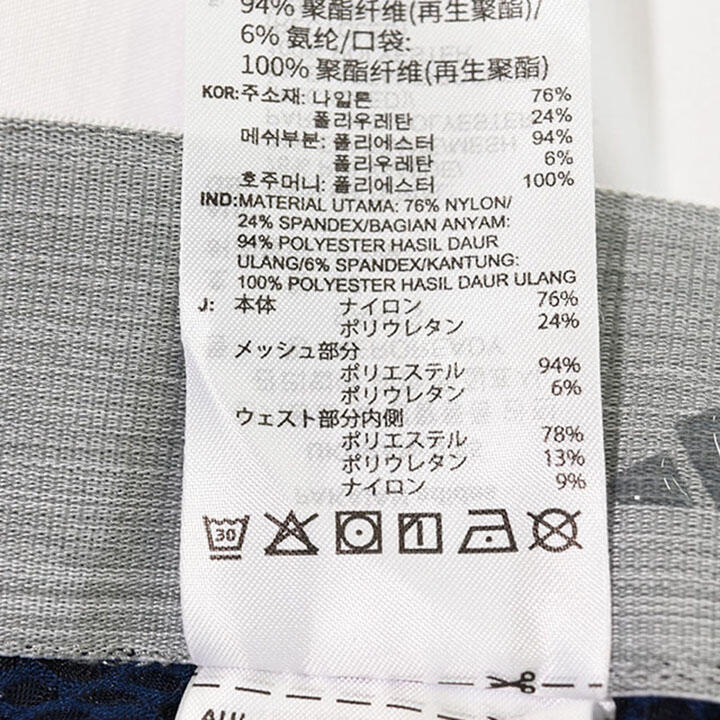 94% 聚酯纤维(再生聚酯)/
6% 氨纶/口袋:
100% 聚酯纤维(再生聚酯)
KOR: 주소재: 나일론 76%
폴리우레탄 24%
메쉬부분: 폴리에스터 94%
폴리우레탄 6%
호주머니: 폴리에스터 100%
IND: MATERIAL UTAMA: 76% NYLON/
24% SPANDEX/BAGIAN ANYAM:
94% POLYESTER HASIL DAUR
ULANG/6% SPANDEX/KANTUNG:
100% POLYESTER HASIL DAUR ULANG
J: 本体 ナイロン 76%
ポリウレタン 24%
メッシュ部分
ポリエステル 94%
ポリウレタン 6%
ウェスト部分内側
ポリエステル 78%
ポリウレタン 13%
ナイロン 9%
30